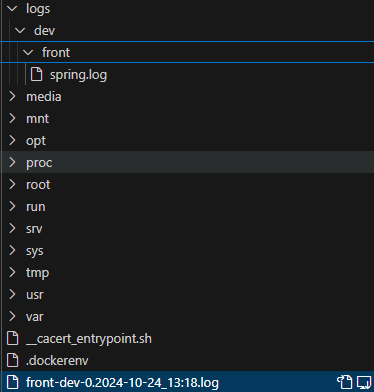 logs
dev
front
spring.log
media
mnt
opt
proc
root
run
srv
sys
tmp
usr
var
__cacert_entrypoint.sh
.dockerenv
front-dev-0.2024-10-24_13:18.log